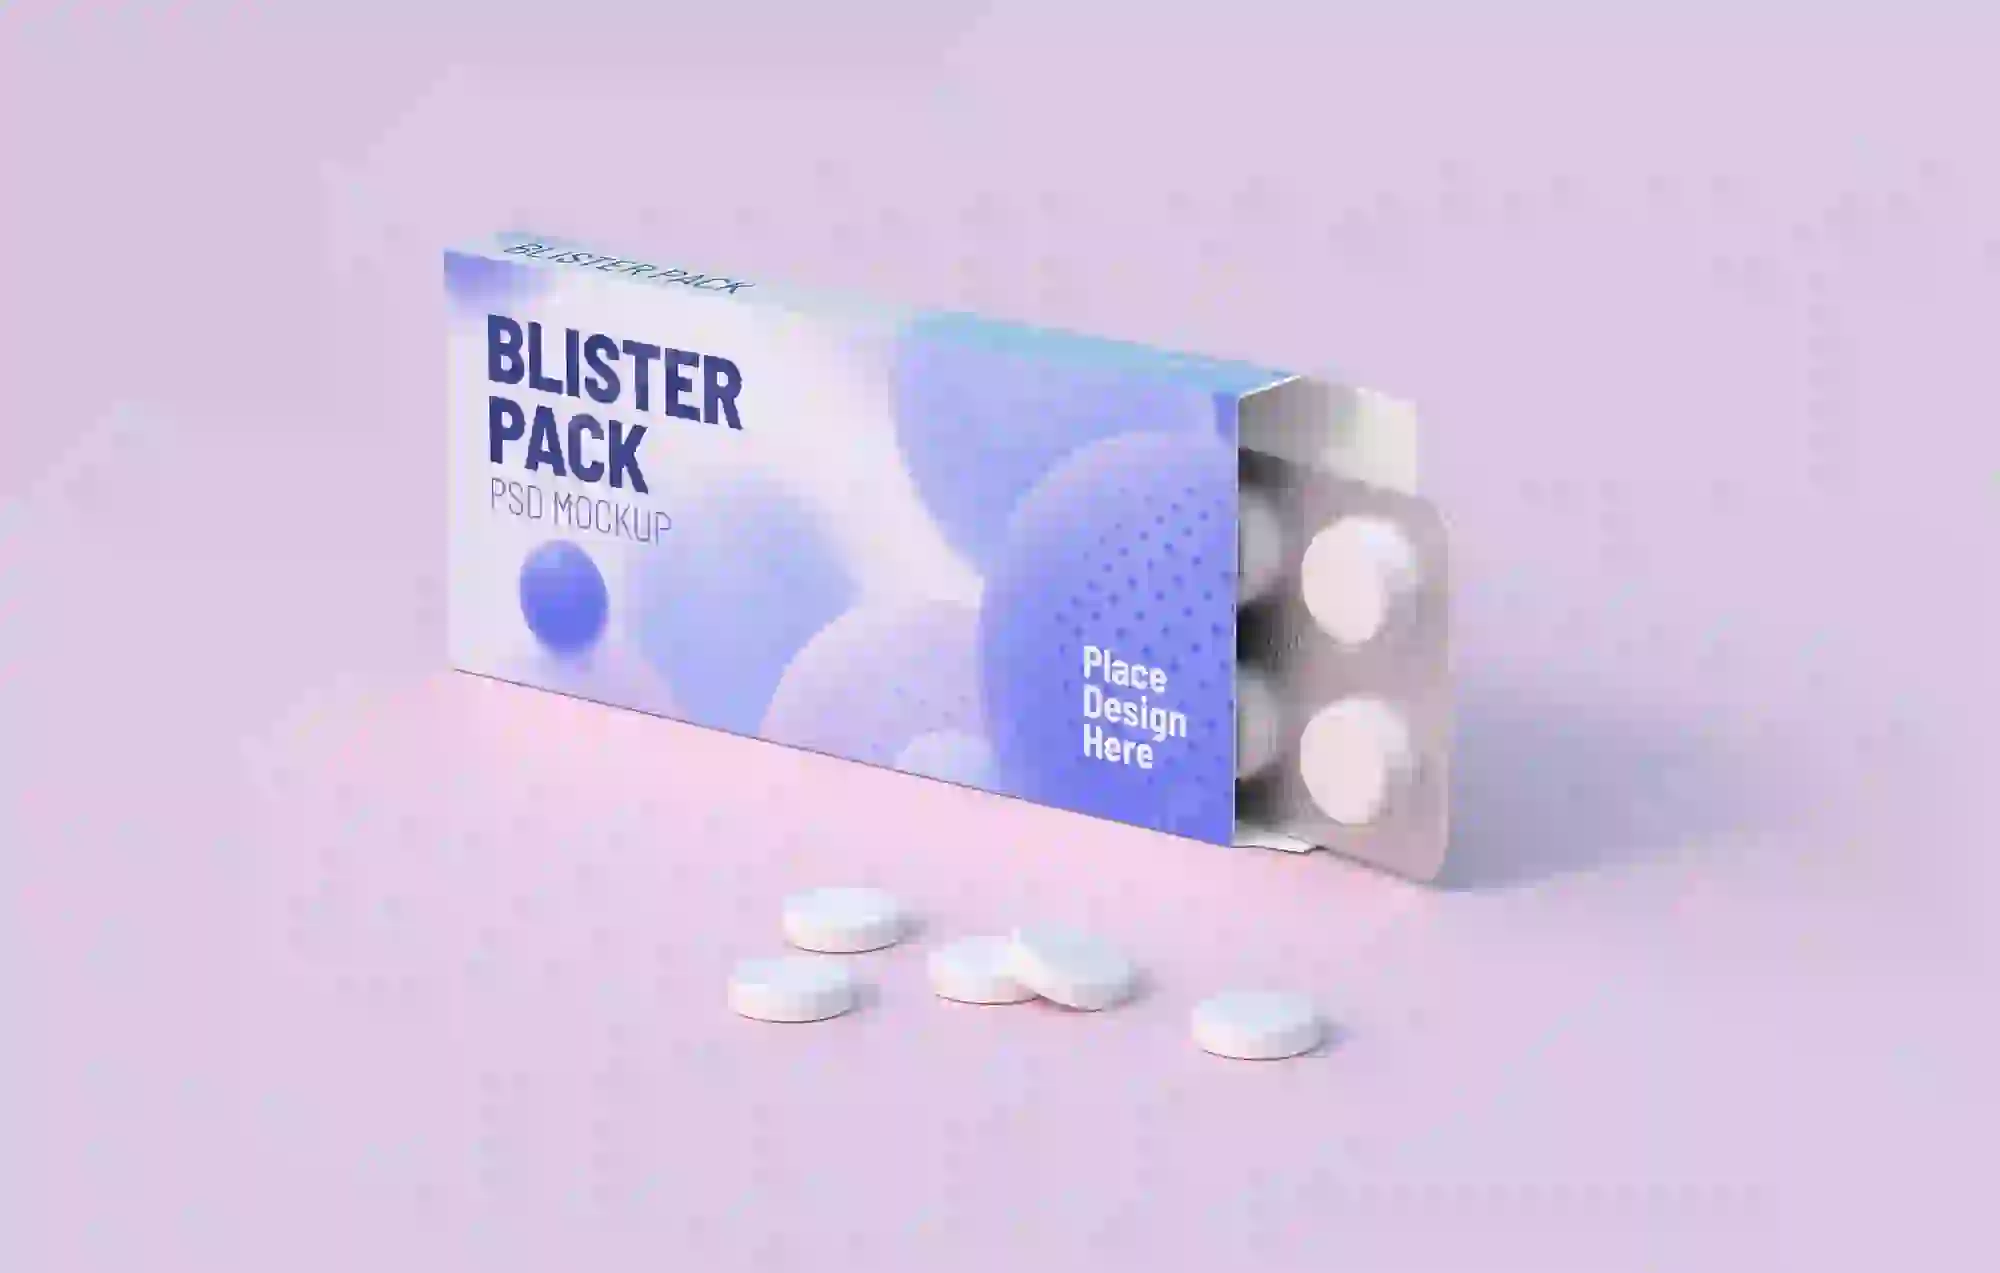 BLISTER PACK
BLISTER
PACK
PSD MOCKUP
Place
Design
Here